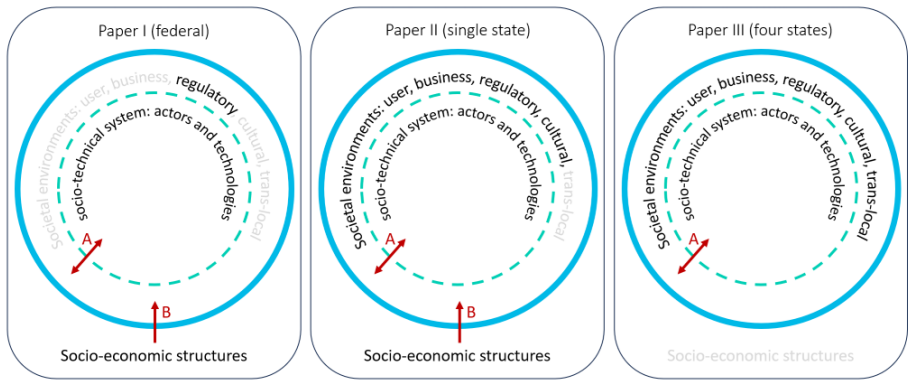 Paper I (federal)
Societal environments: user, business, regulatory, cultural, trans-local
socio-technical system: actors and technologies
A
B
Socio-economic structures
Paper II (single state)
Societal environments: user, business, regulatory, cultural, trans-local
socio-technical system: actors and technologies
A
B
Socio-economic structures
Paper III (four states)
Societal environments: user, business, regulatory, cultural, trans-local
socio-technical system: actors and technologies
A
Socio-economic structures